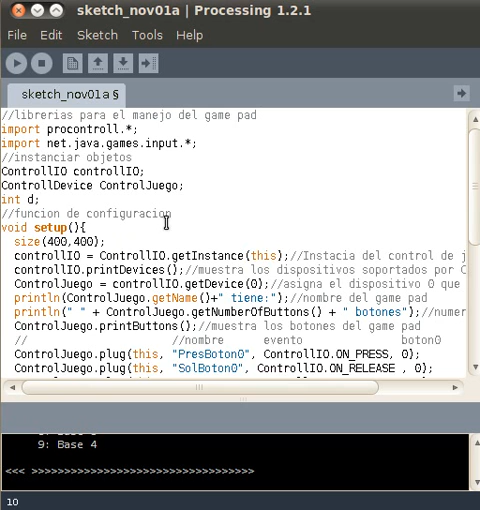 sketch_nov01a | Processing 1.2.1
File Edit Sketch Tools Help
sketch_nov01a §
//librerias para el manejo del game pad
import procontroll.*;
import net.java.games.input.*;
//instanciar objetos
ControllIO controllIO;
ControllDevice ControlJuego;
int d;
//funcion de configuracion
void setup(){
size(400,400);
controllIO = ControllIO.getInstance(this);//Instacia del control de j
controllIO.printDevices();//muestra los dispositivos soportados por C
ControlJuego = controllIO.getDevice(0);//asigna el dispositivo 0 que
println(ControlJuego.getName()+" tiene:");//nombre del game pad
println(" " + ControlJuego.getNumberOfButtons() + " botones");//numer
ControlJuego.printButtons();//muestra los botones del game pad
// //nombre evento boton0
ControlJuego.plug(this, "PresBoton0", ControllIO.ON_PRESS, 0);
ControlJuego.plug(this, "SolBoton0", ControllIO.ON_RELEASE , 0);
9: Base 4
<<< >>>>>>>>>>>>>>>>>>>>>>>>>>>>>>>>>>
10